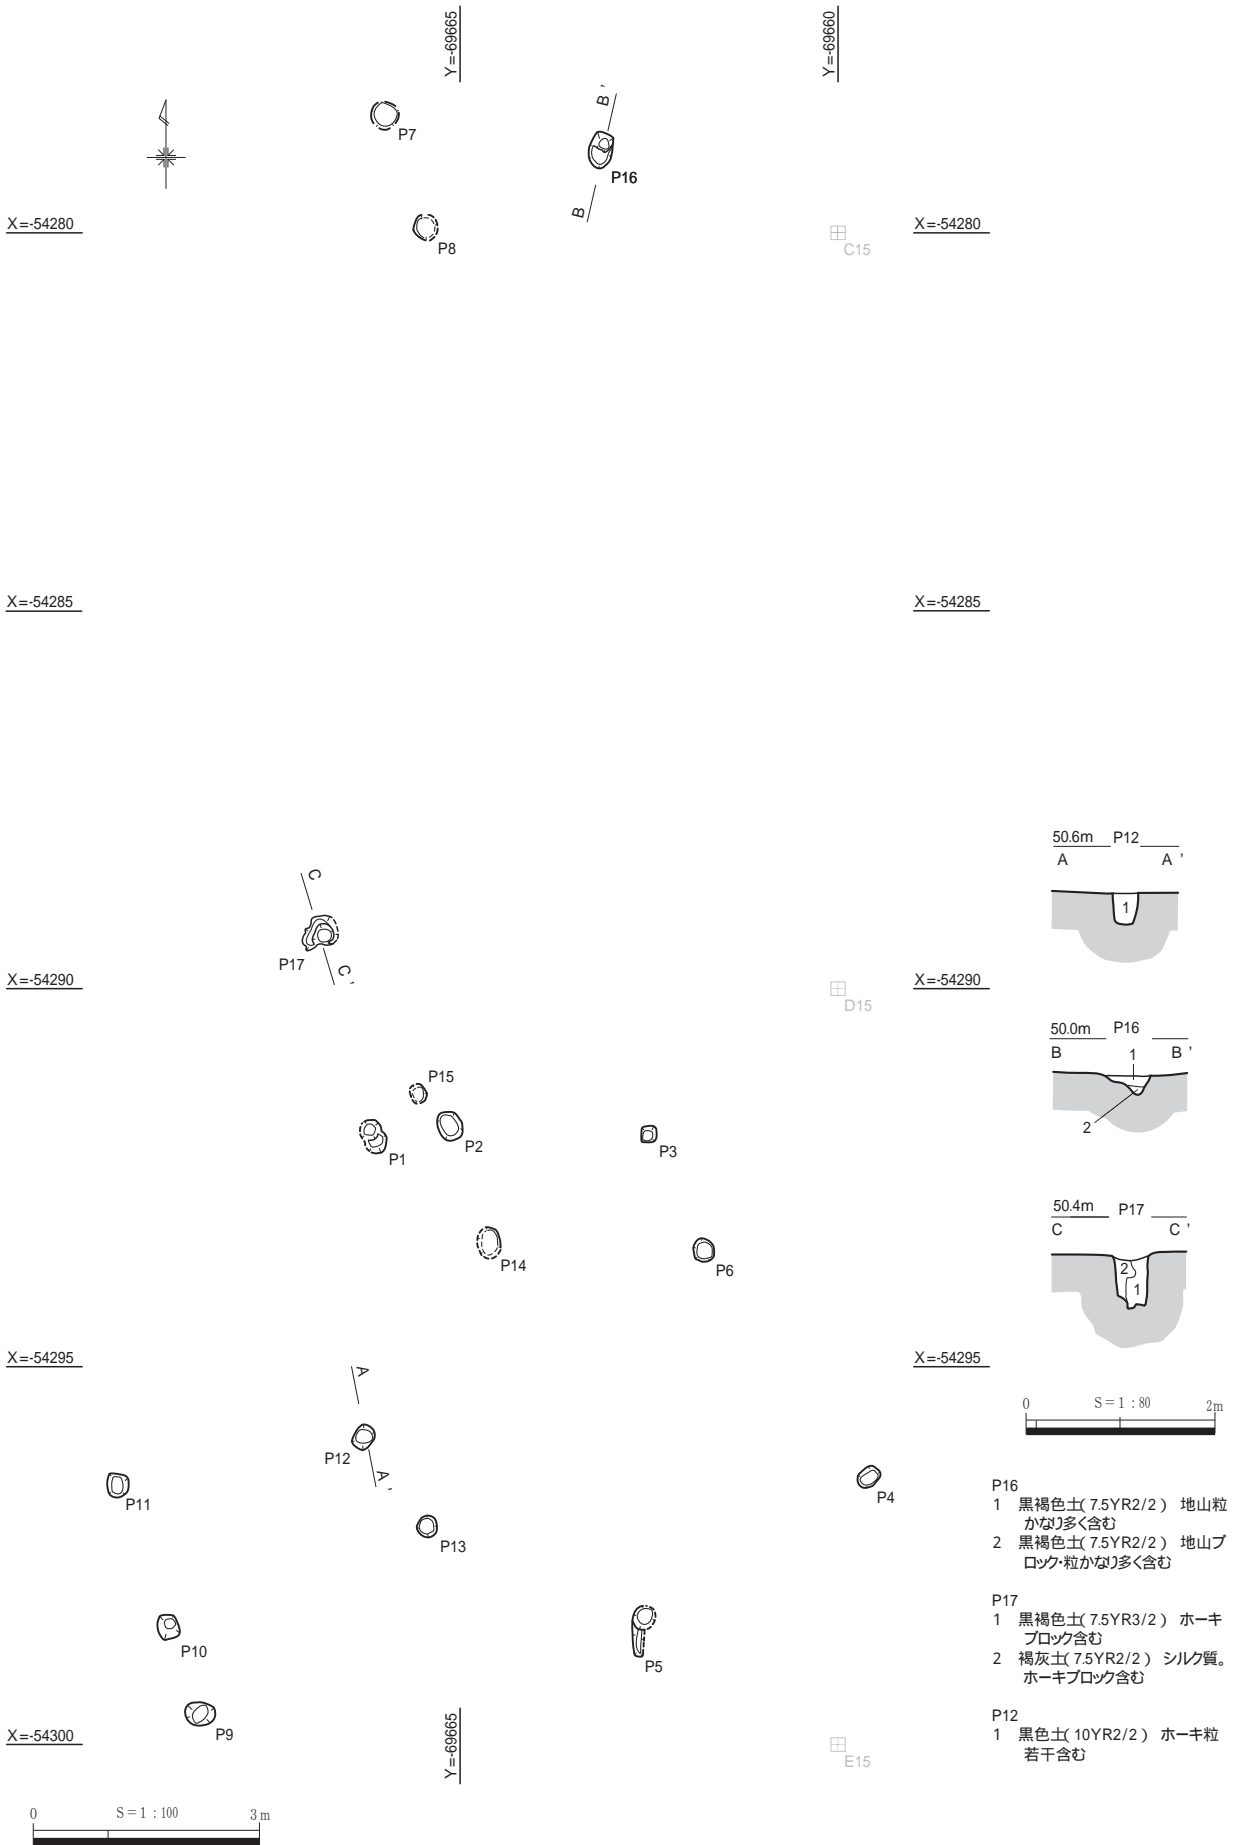 Y=-69665
Y=-69660
P7
B
B'
P16
X=-54280
P8
C15
X=-54280
X=-54285
X=-54285
C
P17
C'
X=-54290
D15
X=-54290
P15
P1
P2
P3
P14
P6
X=-54295
X=-54295
A
P12
A'
P11
P13
P4
P10
P5
P9
X=-54300
Y=-69665
E15
0 S=1:100 3m
50.6m P12
A A'
1
50.0m P16
B 1 B'
2
50.4m P17
C C'
2
1
0 S=1:80 2m
P16
1 黒褐色土(7.5YR2/2) 地山粒
かなり多く含む
2 黒褐色土(7.5YR2/2) 地山ブ
ロック・粒かなり多く含む
P17
1 黒褐色土(7.5YR3/2) ホーキ
ブロック含む
2 褐灰土(7.5YR2/2) シルク質。
ホーキブロック含む
P12
1 黒色土(10YR2/2) ホーキ粒
若干含む